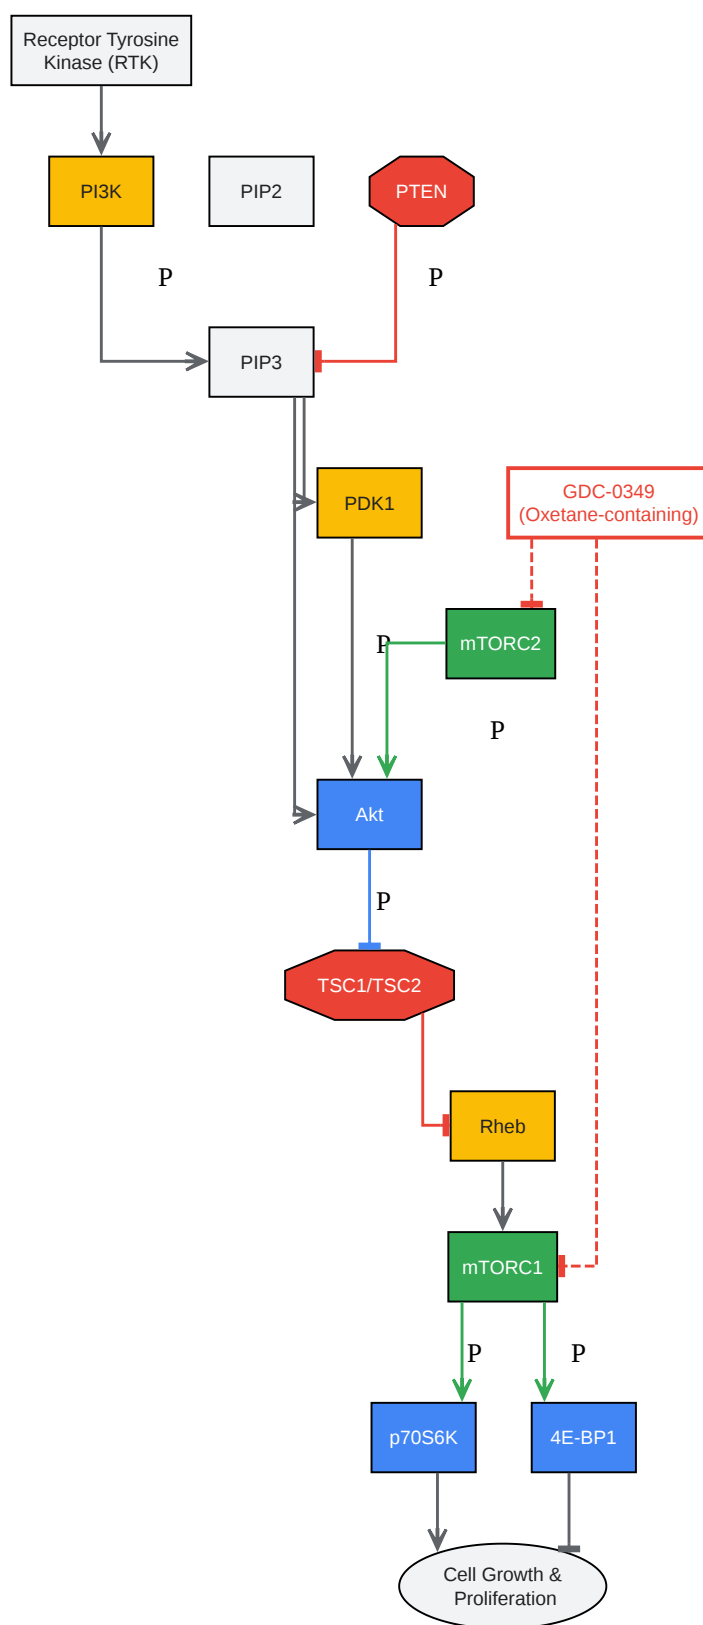 Receptor Tyrosine
Kinase (RTK)
PI3K
PIP2
PTEN
P
P
PIP3
PDK1
GDC-0349
(Oxetane-containing)
P
mTORC2
P
Akt
P
TSC1/TSC2
Rheb
mTORC1
P
P
p70S6K
4E-BP1
Cell Growth &
Proliferation